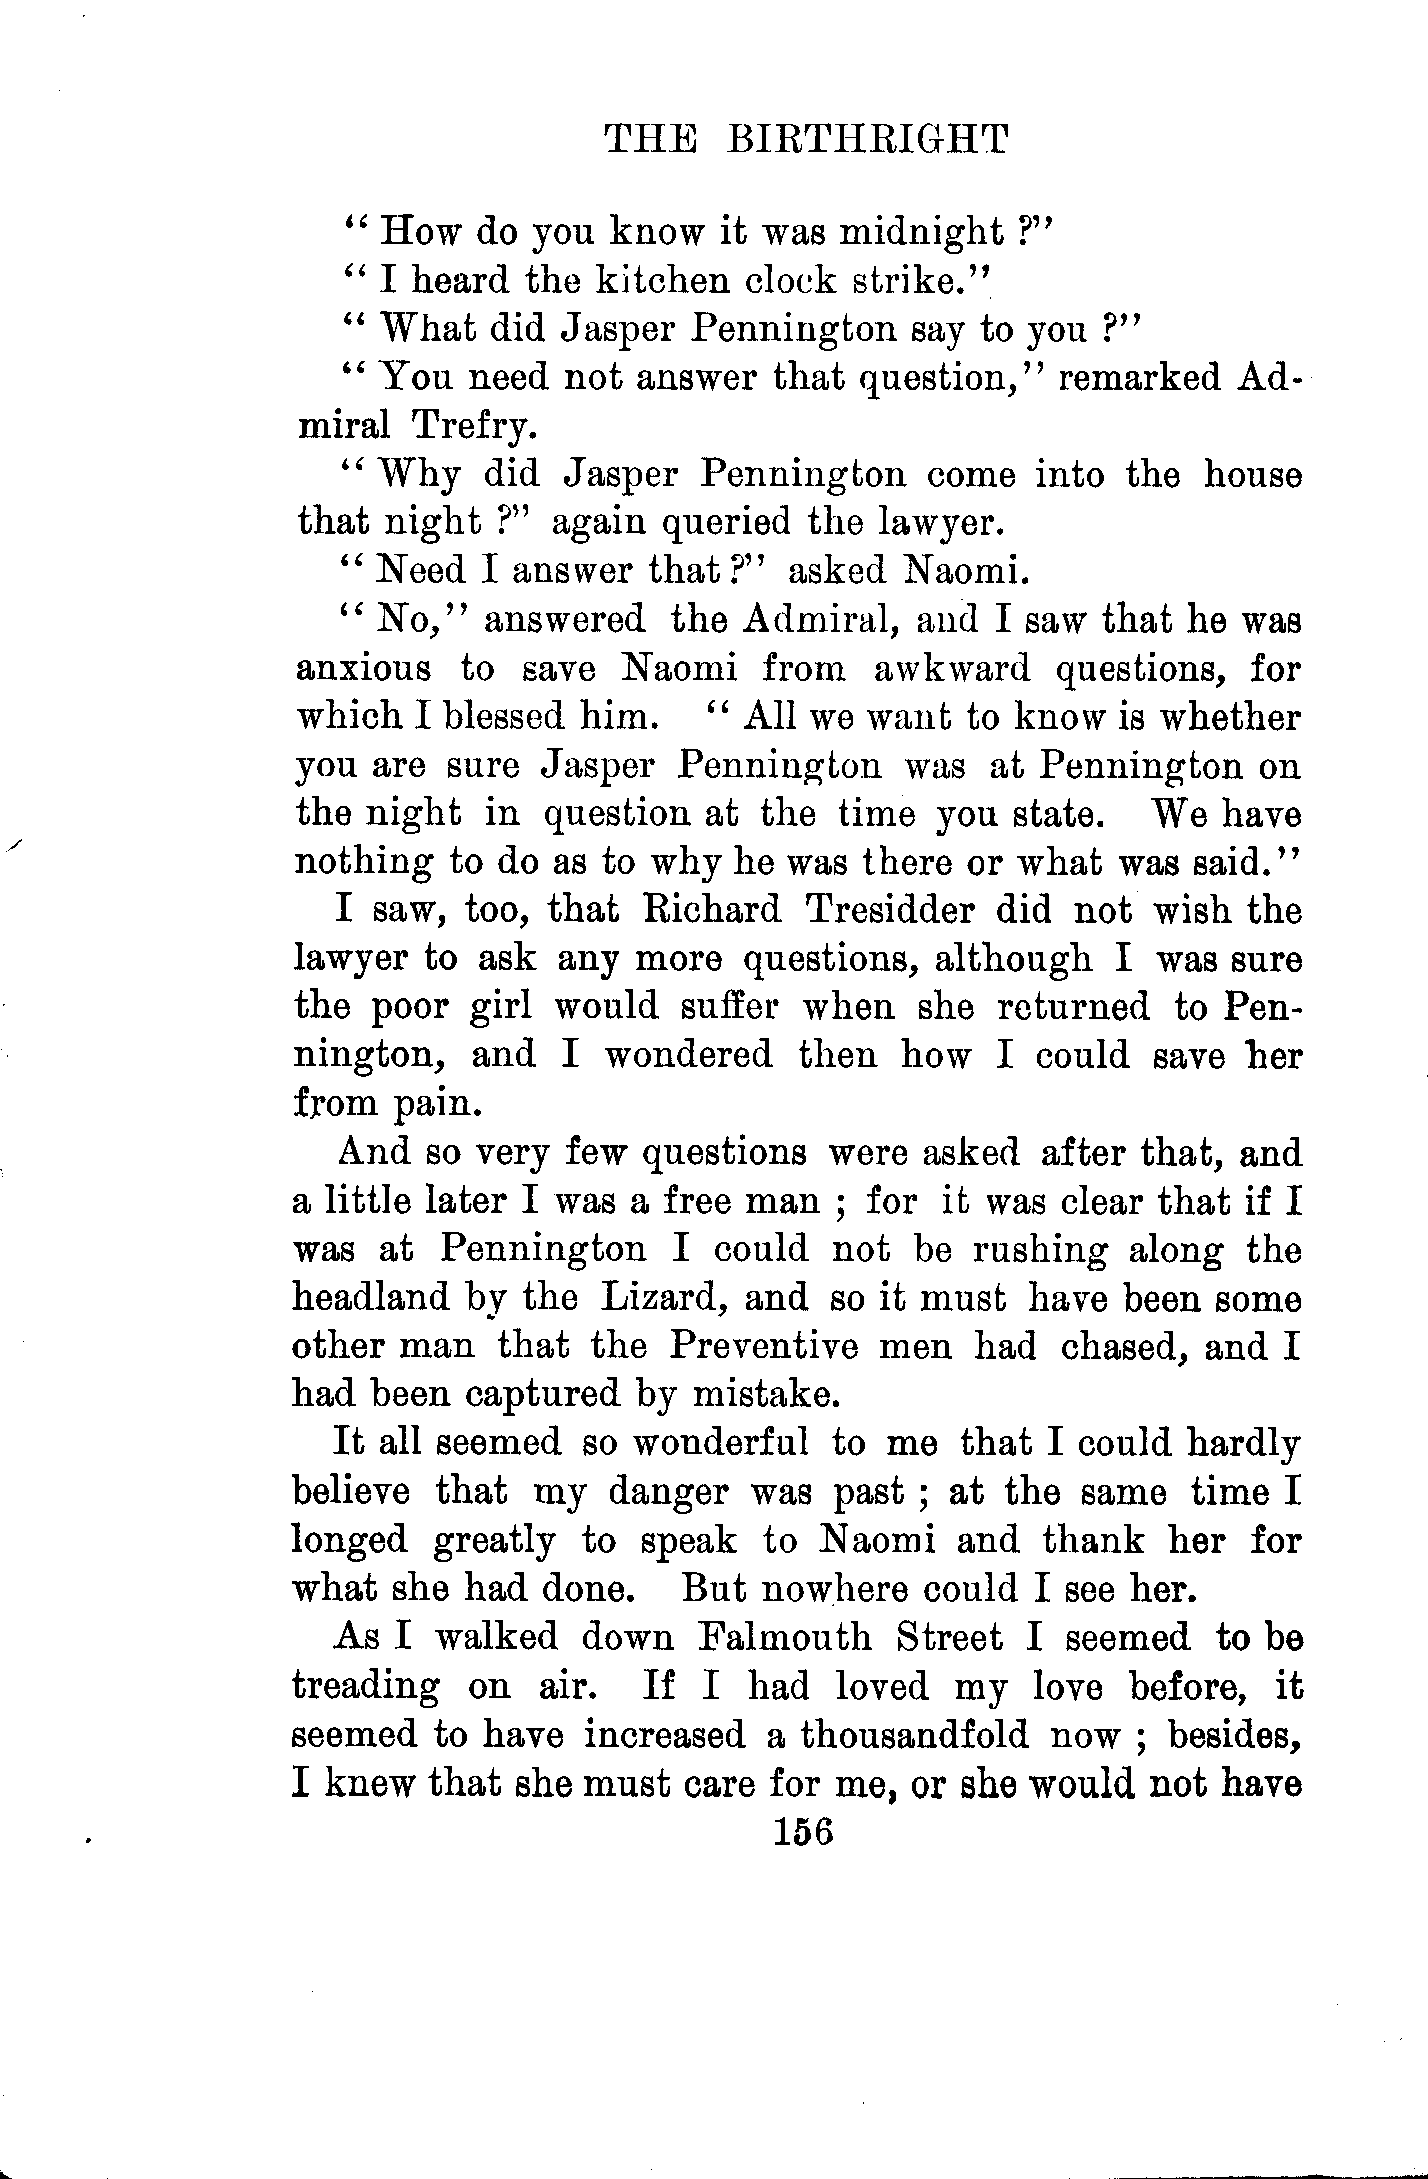 THE BIRTHRIGHT
“ How do you know it was midnight ?”
“ I heard the kitchen clock strike.”
“ What did Jasper Pennington say to you ?”
“ You need not answer that question,” remarked Ad-
miral Trefry.
“ Why did Jasper Pennington come into the house
that night ?” again queried the lawyer.
“ Need I answer that ?” asked Naomi.
“ No,” answered the Admiral, and I saw that he was
anxious to save Naomi from awkward questions, for
which I blessed him. “ All we want to know is whether
you are sure Jasper Pennington was at Pennington on
the night in question at the time you state. We have
nothing to do as to why he was there or what was said.”
I saw, too, that Richard Tresidder did not wish the
lawyer to ask any more questions, although I was sure
the poor girl would suffer when she returned to Pen-
nington, and I wondered then how I could save her
from pain.
And so very few questions were asked after that, and
a little later I was a free man ; for it was clear that if I
was at Pennington I could not be rushing along the
headland by the Lizard, and so it must have been some
other man that the Preventive men had chased, and I
had been captured by mistake.
It all seemed so wonderful to me that I could hardly
believe that my danger was past ; at the same time I
longed greatly to speak to Naomi and thank her for
what she had done. But nowhere could I see her.
As I walked down Falmouth Street I seemed to be
treading on air. If I had loved my love before, it
seemed to have increased a thousandfold now ; besides,
I knew that she must care for me, or she would not have
156